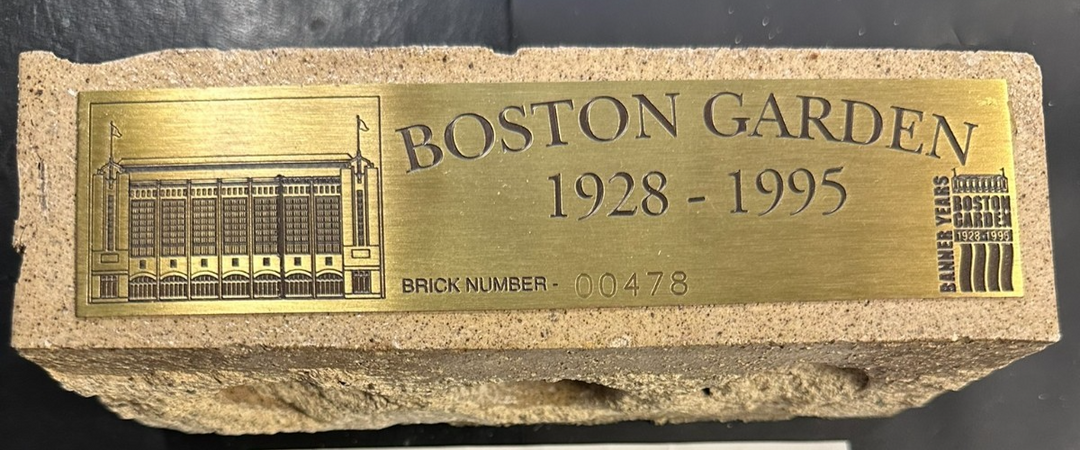 BOSTON GARDEN
1928 - 1995
BRICK NUMBER - 00478
BANNER YEARS
BOSTON
GARDEN
1928-1995